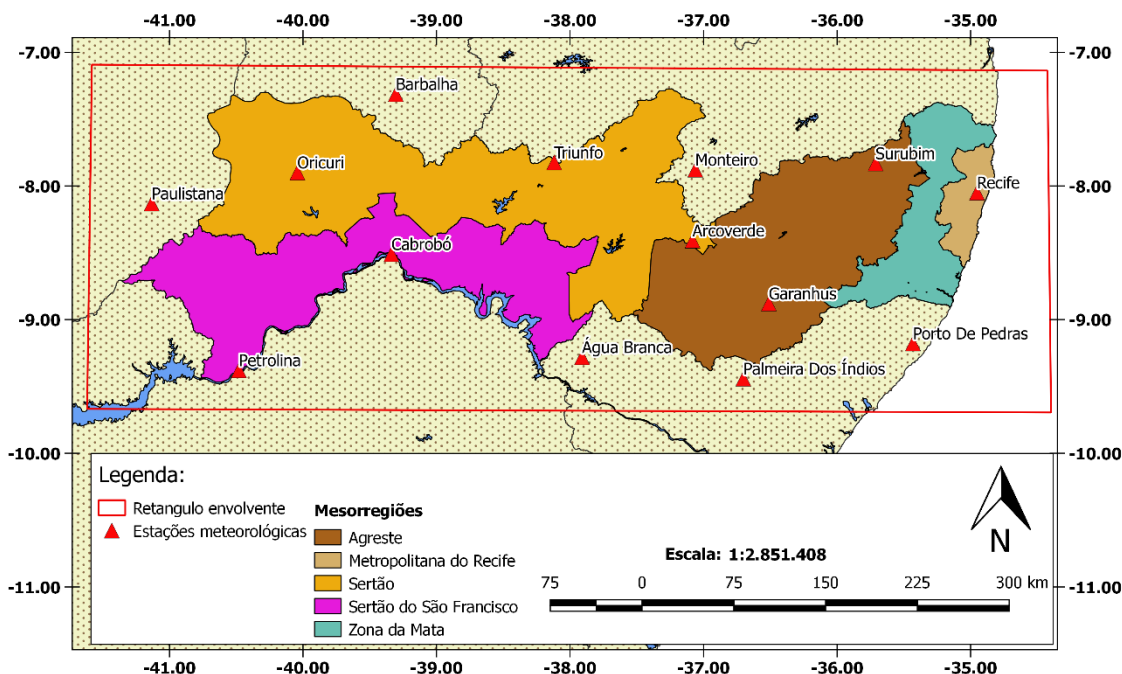 -41.00 -40.00 -39.00 -38.00 -37.00 -36.00 -35.00
-7.00 -7.00
Barbalha
Oricuri
Triunfo
Monteiro
Surubim
-8.00 -8.00
Paulistana
Recife
Arcoverde
Cabrobó
Garanhus
-9.00 -9.00
Porto De Pedras
Água Branca
Petrolina
Palmeira Dos Índios
-10.00 -10.00
Legenda:
Retangulo envolvente
Estações meteorológicas
Mesorregiões
Agreste
Metropolitana do Recife
Sertão
Sertão do São Francisco
Zona da Mata
Escala: 1:2.851.408
75 0 75 150 225 300 km
N
-11.00 -11.00
-41.00 -40.00 -39.00 -38.00 -37.00 -36.00 -35.00